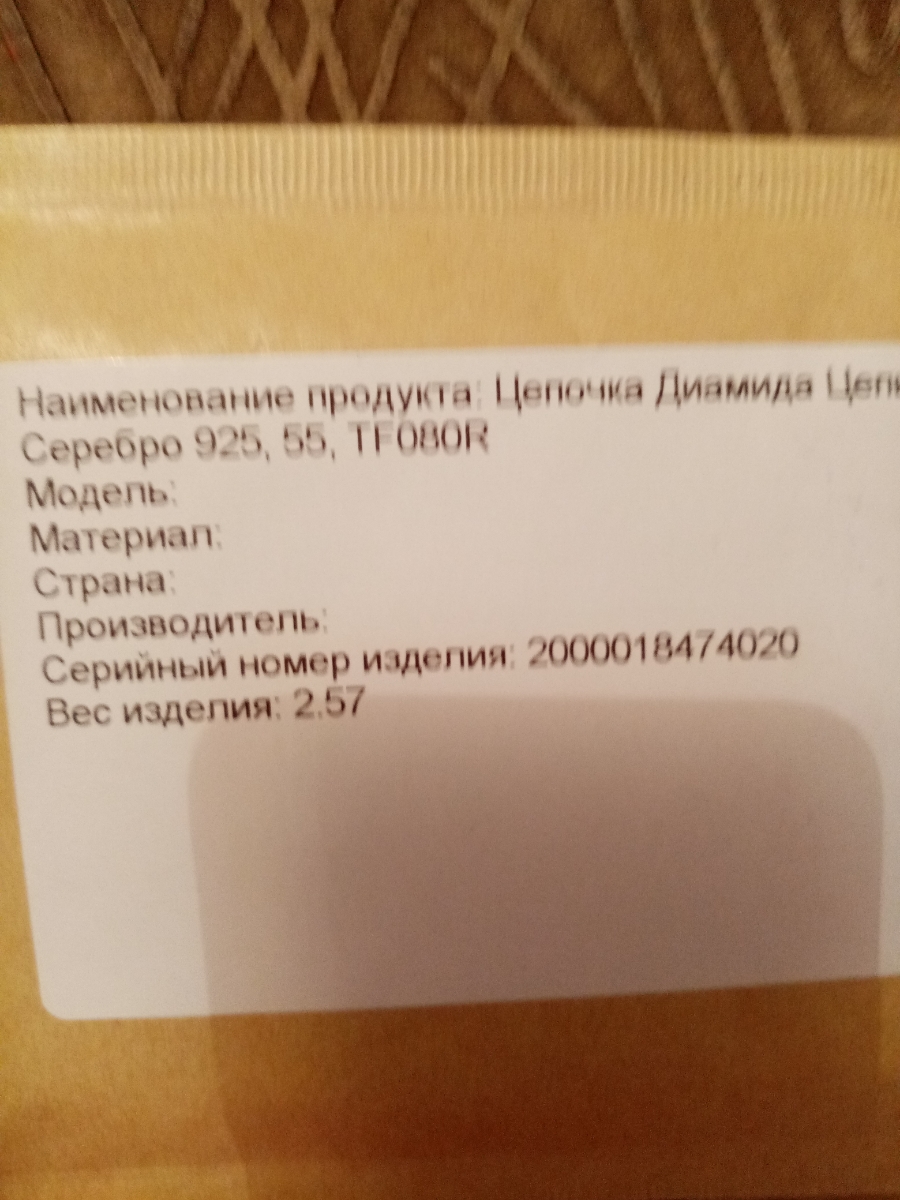 Наименование продукта: Цепочка Диамида
Серебро 925, 55, TF080R
Модель:
Материал:
Страна:
Производитель:
Серийный номер изделия: 2000018474020
Вес изделия: 2.57